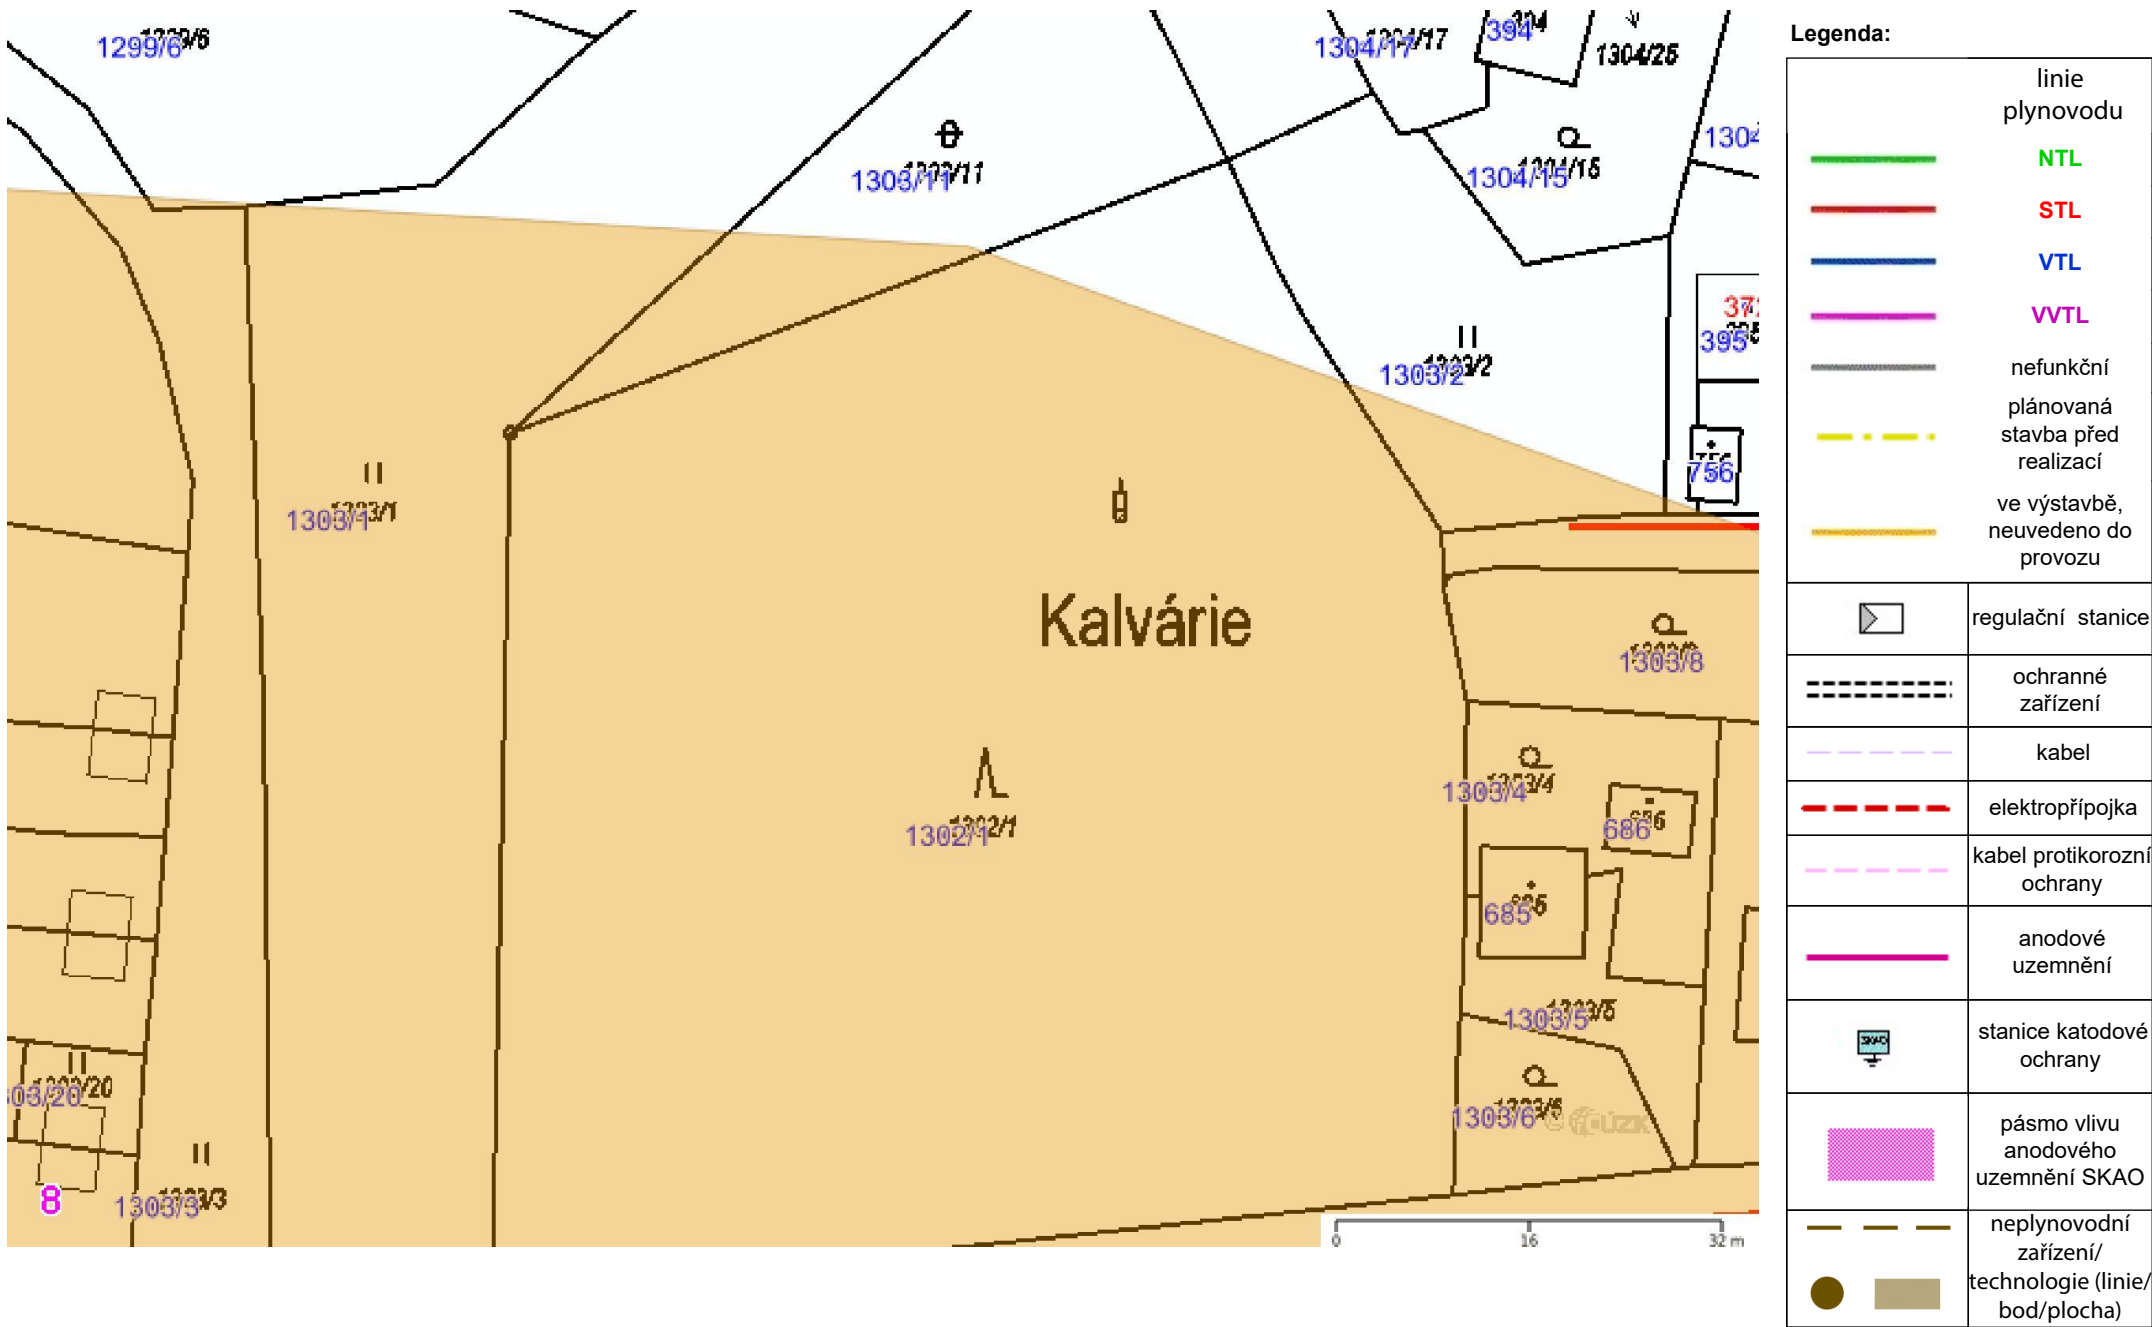 1299/6
1303/11
1304/17
394
1304/25
1304/15
1303/2
395
756
1303/1
Kalvárie
1303/8
1302/1
1303/4
686
685
1303/5
1303/6
1303/3
8
0 16 32 m
Legenda:
linie
plynovodu
NTL
STL
VTL
VVTL
nefunkční
plánovaná
stavba před
realizací
ve výstavbě,
neuvedeno do
provozu
regulační stanice
ochranné
zařízení
kabel
elektropřípojka
kabel protikorozní
ochrany
anodové
uzemnění
SKAO
stanice katodové
ochrany
pásmo vlivu
anodového
uzemnění SKAO
neplynovodní
zařízení/
technologie (linie/
bod/plocha)